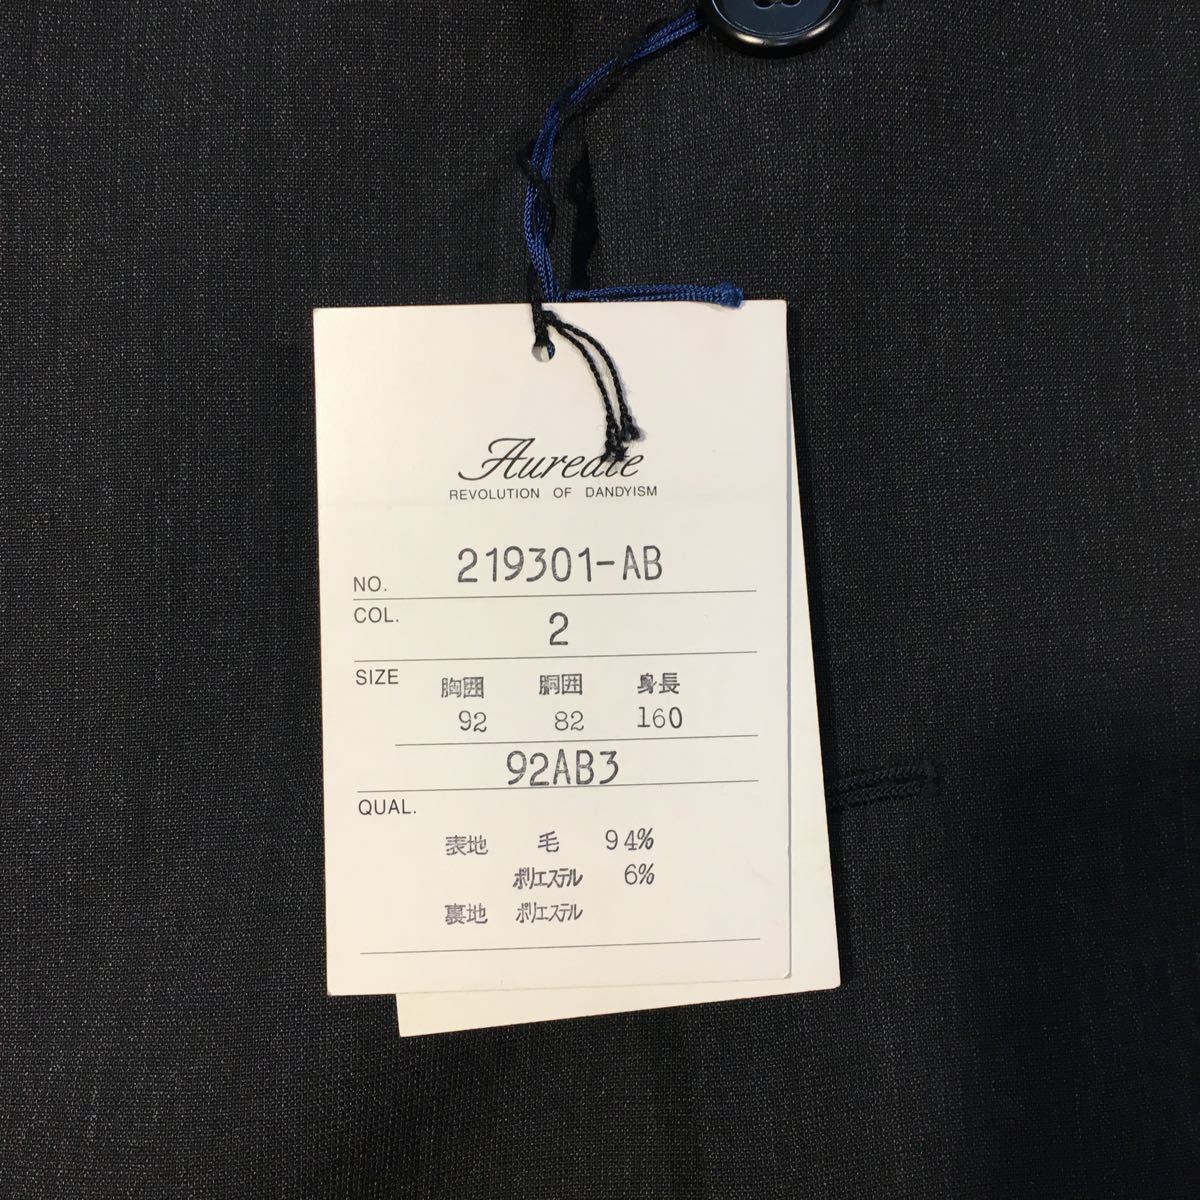 Aureate
REVOLUTION OF DANDYISM
NO. 219301-AB
COL. 2
SIZE 胸囲 胴囲 身長
92 82 160
92AB3
QUAL.
表地 毛 94%
ポリエステル 6%
裏地 ポリエステル